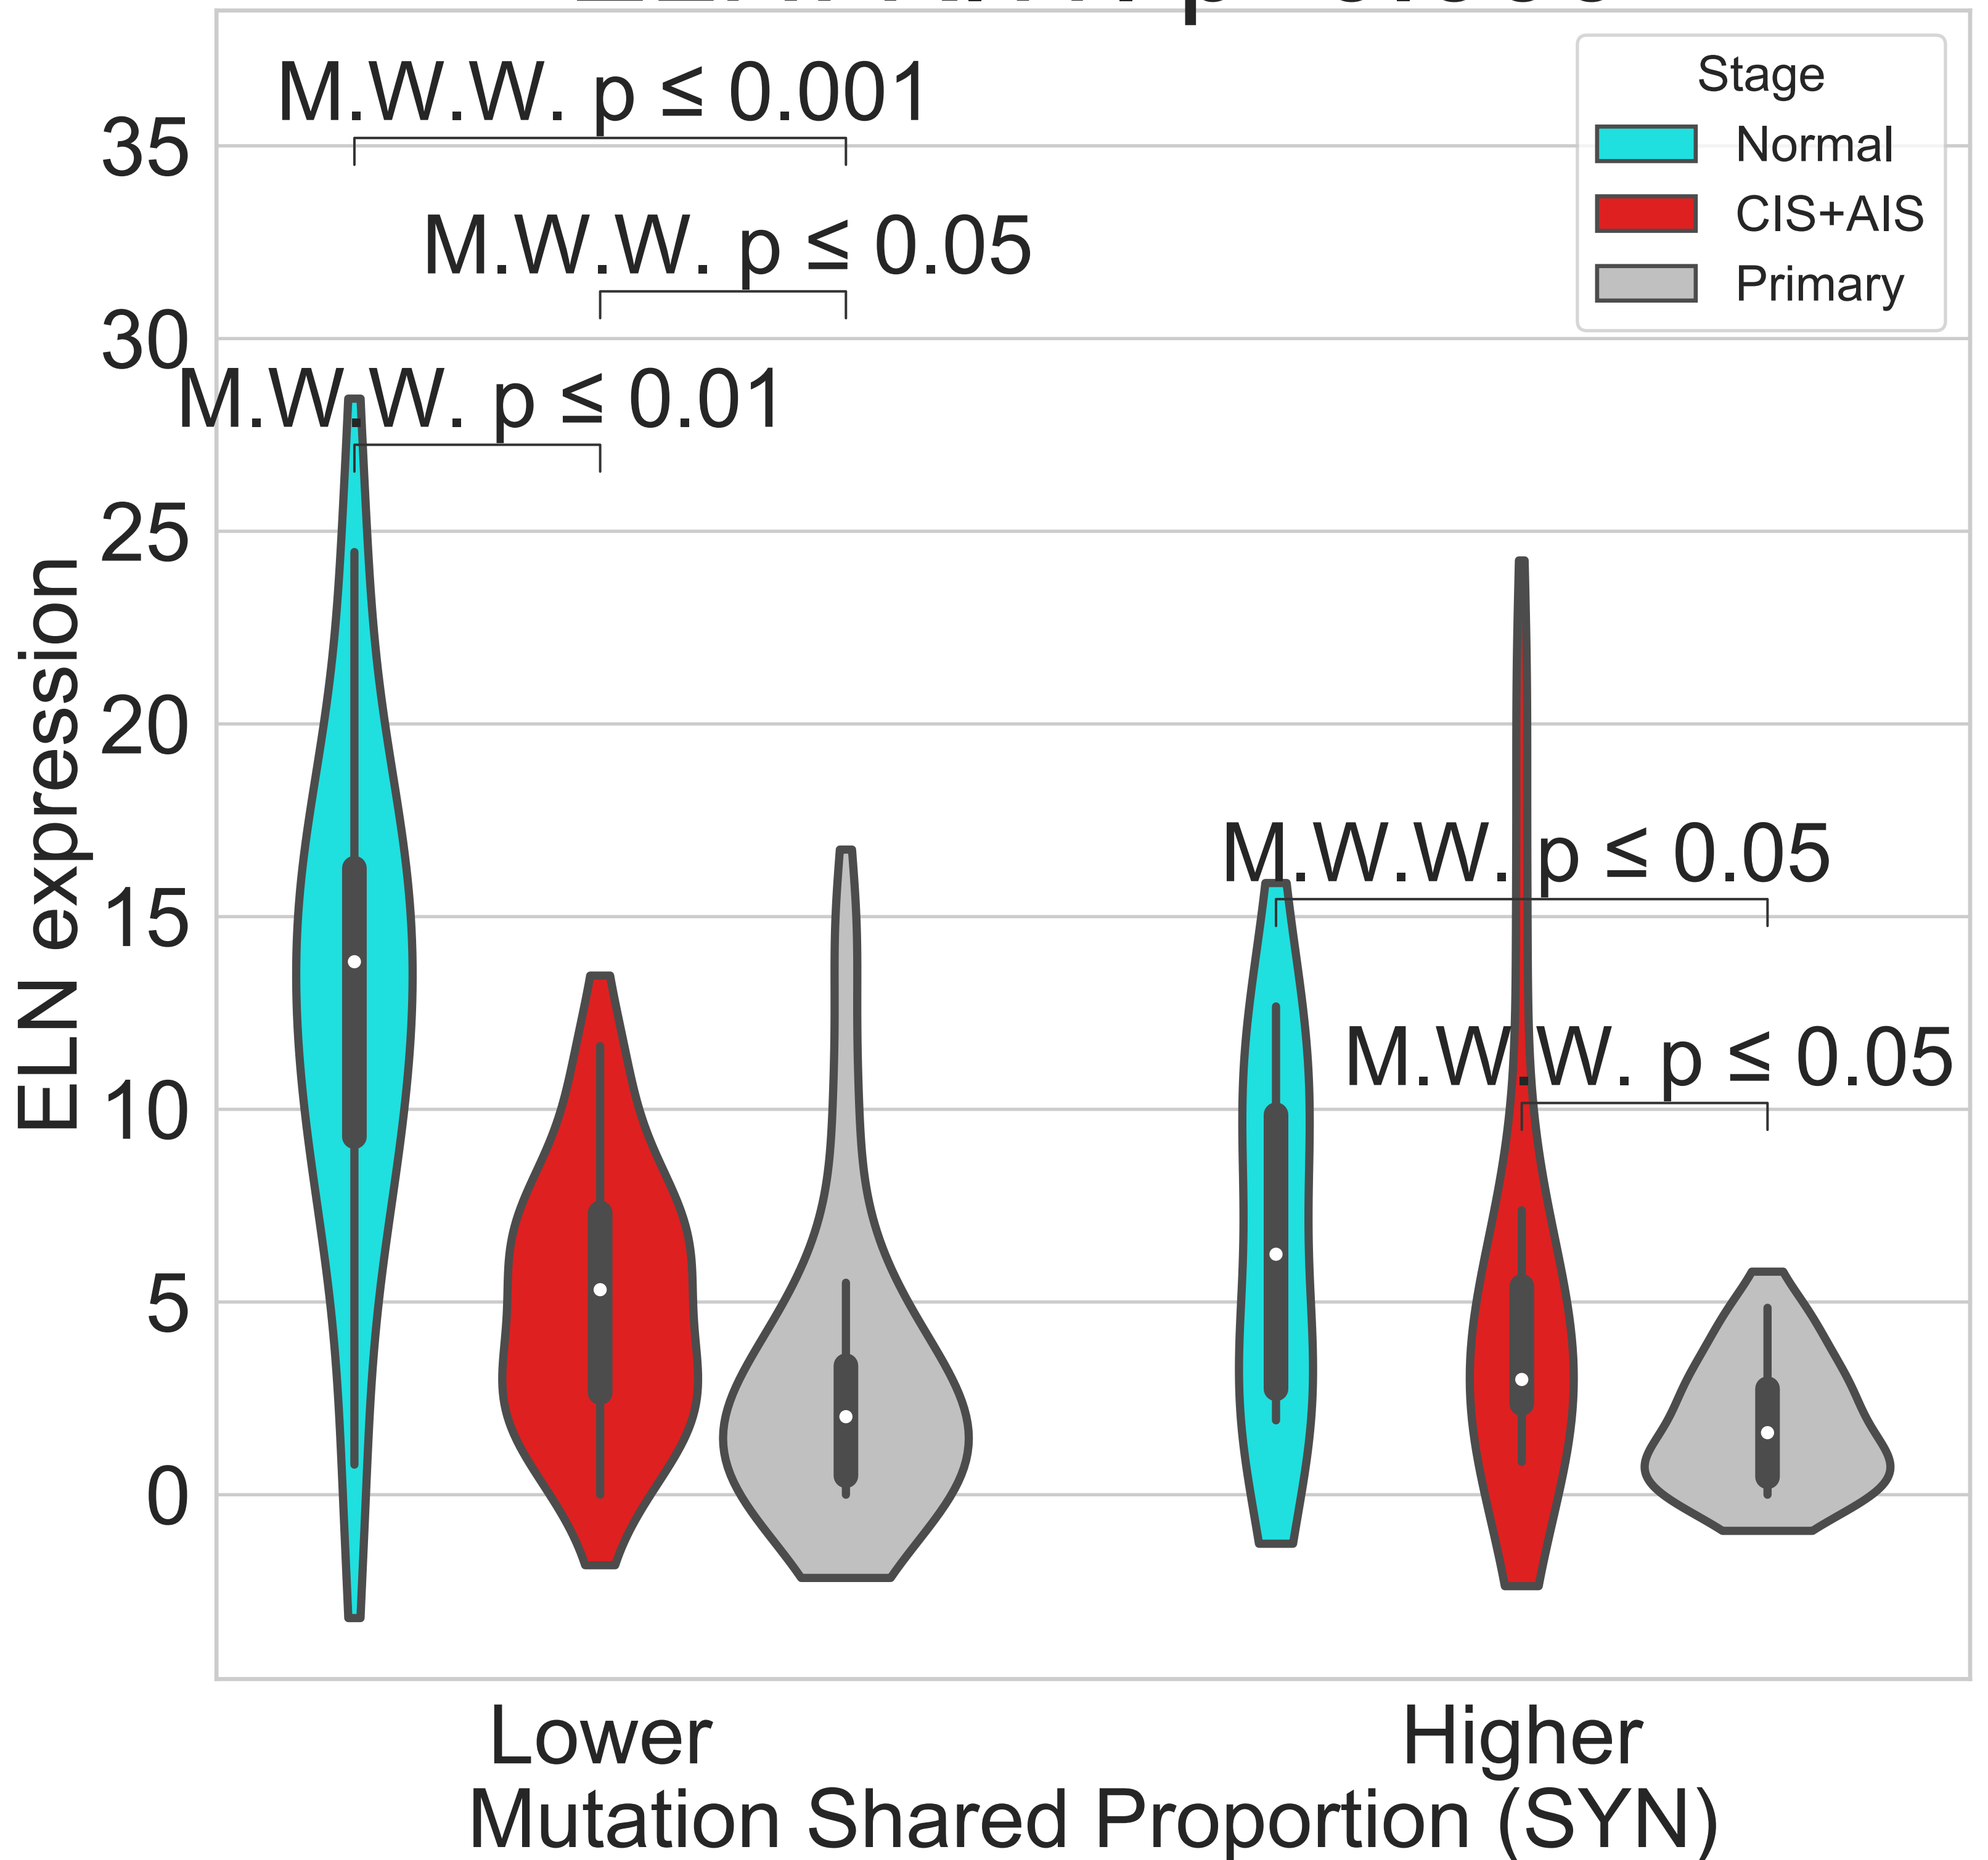 M.W.W. p ≤ 0.001
M.W.W. p ≤ 0.05
M.W.W. p ≤ 0.01
M.W.W. p ≤ 0.05
M.W.W. p ≤ 0.05
Stage
Normal
CIS+AIS
Primary
35
30
25
20
15
10
5
0
ELN expression
Lower
Higher
Mutation Shared Proportion (SYN)